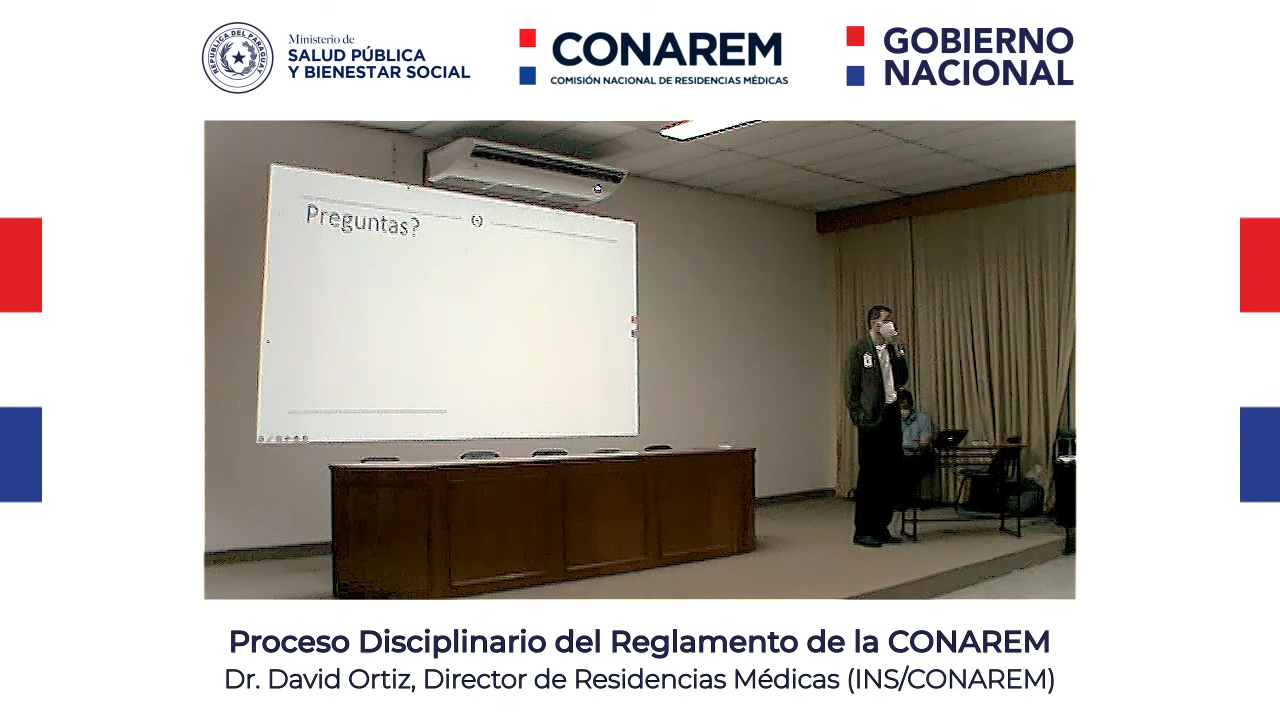 REPUBLICA DEL PARAGUAY
Ministerio de
SALUD PÚBLICA
Y BIENESTAR SOCIAL
CONAREM
COMISIÓN NACIONAL DE RESIDENCIAS MÉDICAS
GOBIERNO
NACIONAL
Preguntas?
Proceso Disciplinario del Reglamento de la CONAREM
Dr. David Ortiz, Director de Residencias Médicas (INS/CONAREM)